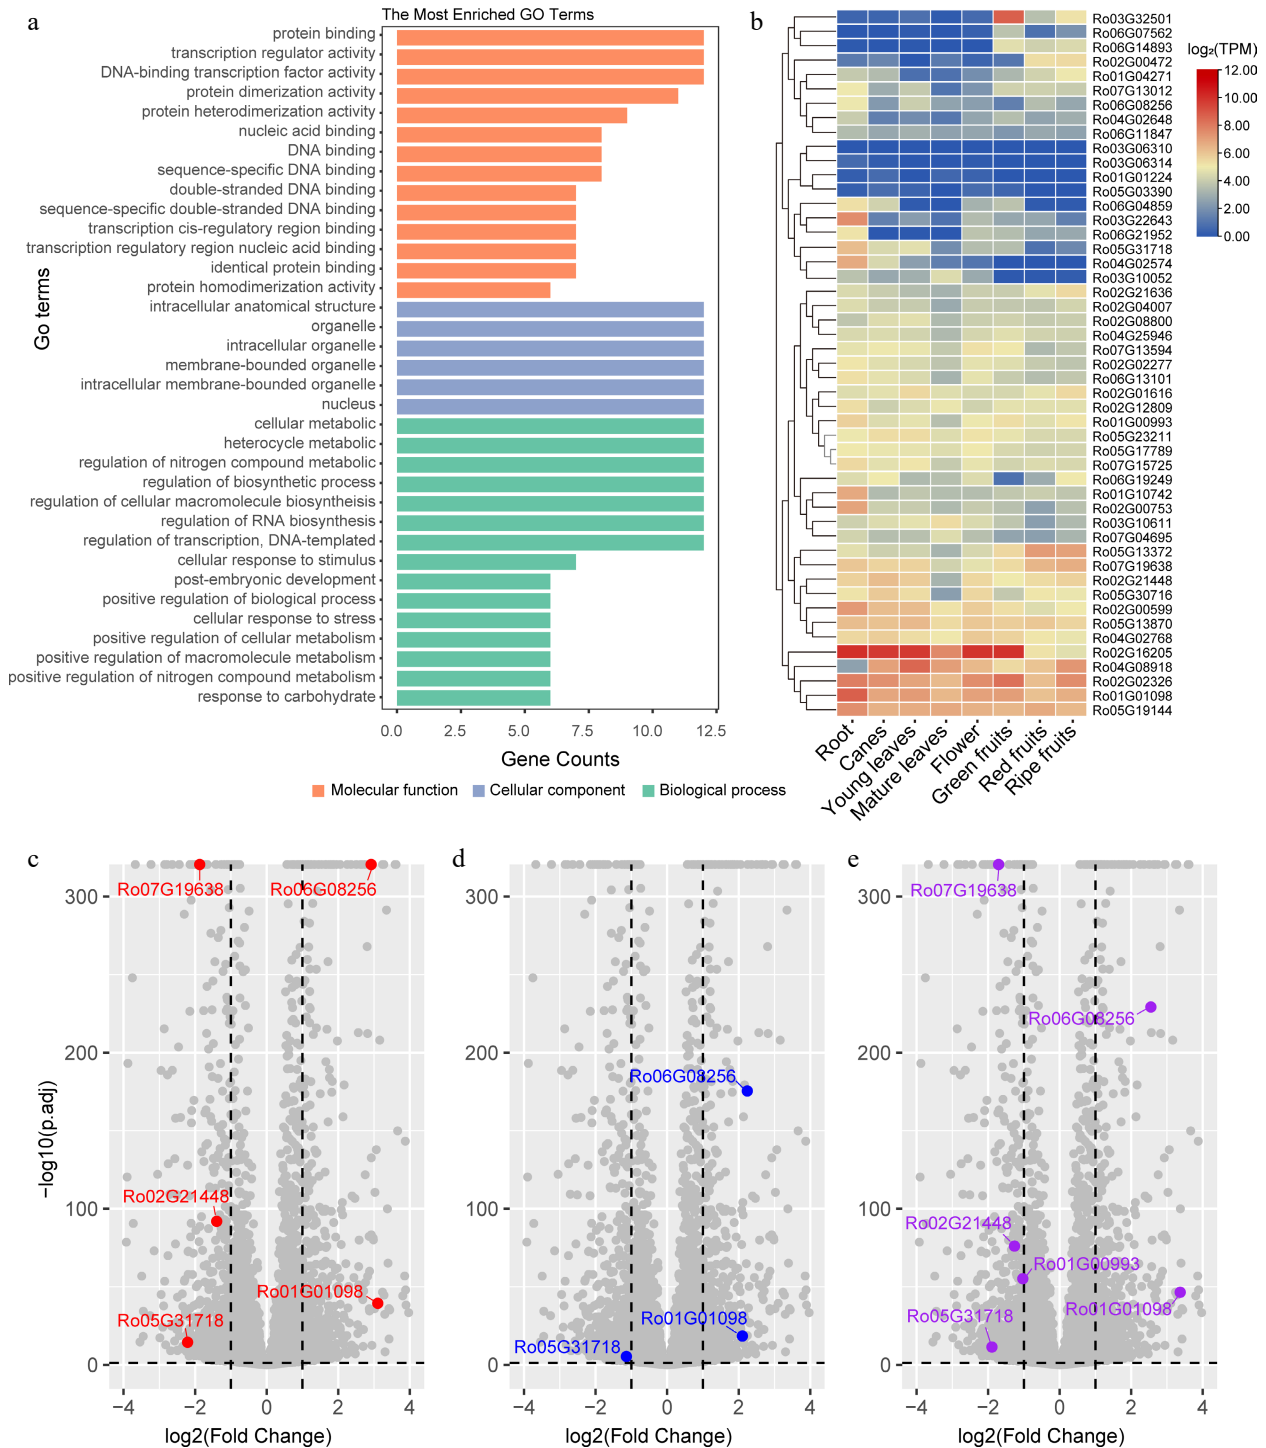 a
The Most Enriched GO Terms
protein binding
transcription regulator activity
DNA-binding transcription factor activity
protein dimerization activity
protein heterodimerization activity
nucleic acid binding
DNA binding
sequence-specific DNA binding
double-stranded DNA binding
sequence-specific double-stranded DNA binding
transcription cis-regulatory region binding
transcription regulatory region nucleic acid binding
identical protein binding
protein homodimerization activity
intracellular anatomical structure
organelle
intracellular organelle
membrane-bounded organelle
intracellular membrane-bounded organelle
nucleus
cellular metabolic
heterocycle metabolic
regulation of nitrogen compound metabolic
regulation of biosynthetic process
regulation of cellular macromolecule biosyntheisis
regulation of RNA biosynthesis
regulation of transcription, DNA-templated
cellular response to stimulus
post-embryonic development
positive regulation of biological process
cellular response to stress
positive regulation of cellular metabolism
positive regulation of macromolecule metabolism
positive regulation of nitrogen compound metabolism
response to carbohydrate
Go terms
0.0 2.5 5.0 7.5 10.0 12.5
Gene Counts
Molecular function Cellular component Biological process
b
Ro03G32501
Ro06G07562
Ro06G14893
Ro02G00472
Ro01G04271
Ro07G13012
Ro06G08256
Ro04G02648
Ro06G11847
Ro03G06310
Ro03G06314
Ro01G01224
Ro05G03390
Ro06G04859
Ro03G22643
Ro06G21952
Ro05G31718
Ro04G02574
Ro03G10052
Ro02G21636
Ro02G04007
Ro02G08800
Ro04G25946
Ro07G13594
Ro02G02277
Ro06G13101
Ro02G01616
Ro02G12809
Ro01G00993
Ro05G23211
Ro05G17789
Ro07G15725
Ro06G19249
Ro01G10742
Ro02G00753
Ro03G10611
Ro07G04695
Ro05G13372
Ro07G19638
Ro02G21448
Ro05G30716
Ro02G00599
Ro05G13870
Ro04G02768
Ro02G16205
Ro04G08918
Ro02G02326
Ro01G01098
Ro05G19144
Root
Canes
Young leaves
Mature leaves
Flower
Green fruits
Red fruits
Ripe fruits
log₂(TPM)
12.00
10.00
8.00
6.00
4.00
2.00
0.00
c
Ro07G19638 Ro06G08256
Ro02G21448
Ro01G01098
Ro05G31718
300
200
100
0
−log10(p.adj)
−4 −2 0 2 4
log2(Fold Change)
d
Ro06G08256
Ro01G01098
Ro05G31718
300
200
100
0
−4 −2 0 2 4
log2(Fold Change)
e
Ro07G19638
Ro06G08256
Ro02G21448
Ro01G00993
Ro01G01098
Ro05G31718
300
200
100
0
−4 −2 0 2 4
log2(Fold Change)